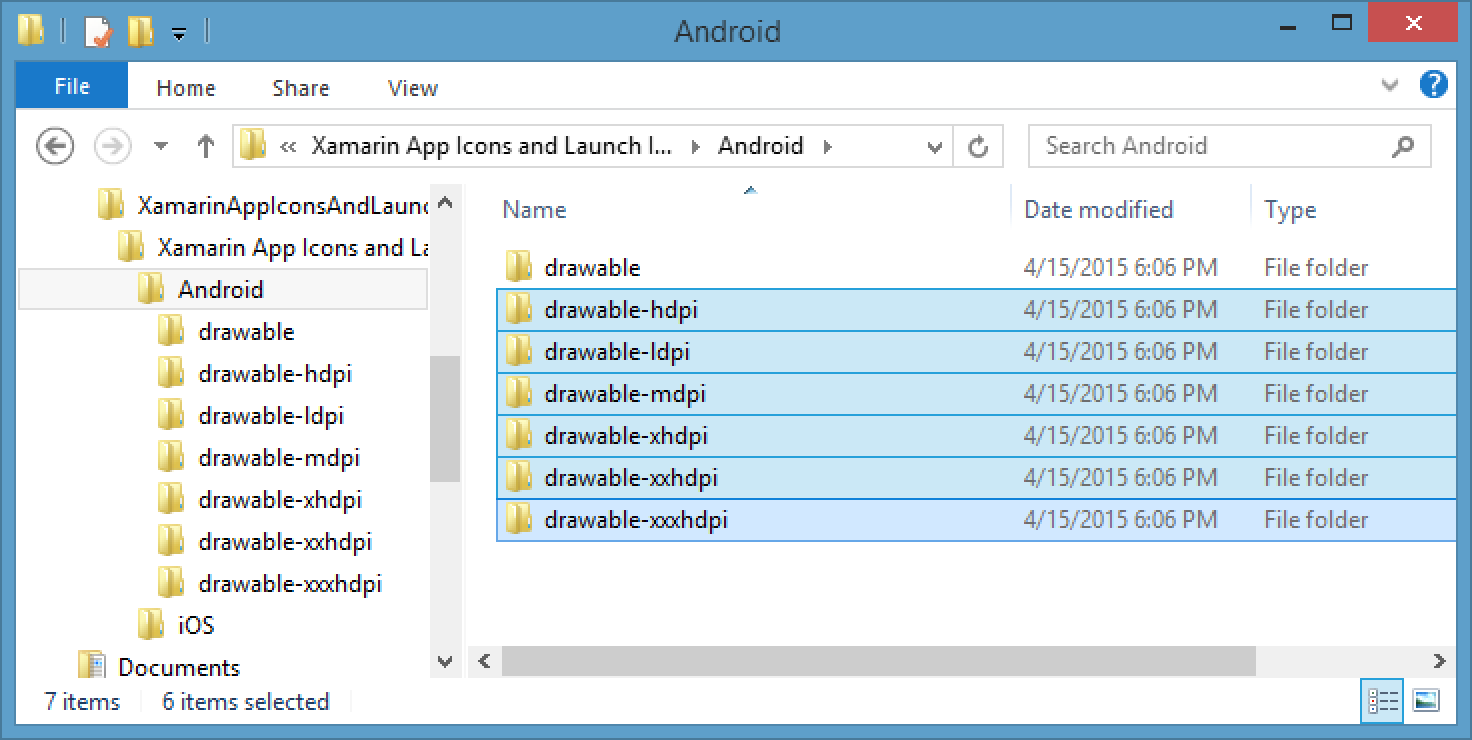 Android
File Home Share View
« Xamarin App Icons and Launch I... Android Search Android
XamarinAppIconsAndLaunc
Xamarin App Icons and La
Android
drawable
drawable-hdpi
drawable-ldpi
drawable-mdpi
drawable-xhdpi
drawable-xxhdpi
drawable-xxxhdpi
iOS
Documents
Name Date modified Type
drawable 4/15/2015 6:06 PM File folder
drawable-hdpi 4/15/2015 6:06 PM File folder
drawable-ldpi 4/15/2015 6:06 PM File folder
drawable-mdpi 4/15/2015 6:06 PM File folder
drawable-xhdpi 4/15/2015 6:06 PM File folder
drawable-xxhdpi 4/15/2015 6:06 PM File folder
drawable-xxxhdpi 4/15/2015 6:06 PM File folder
7 items 6 items selected